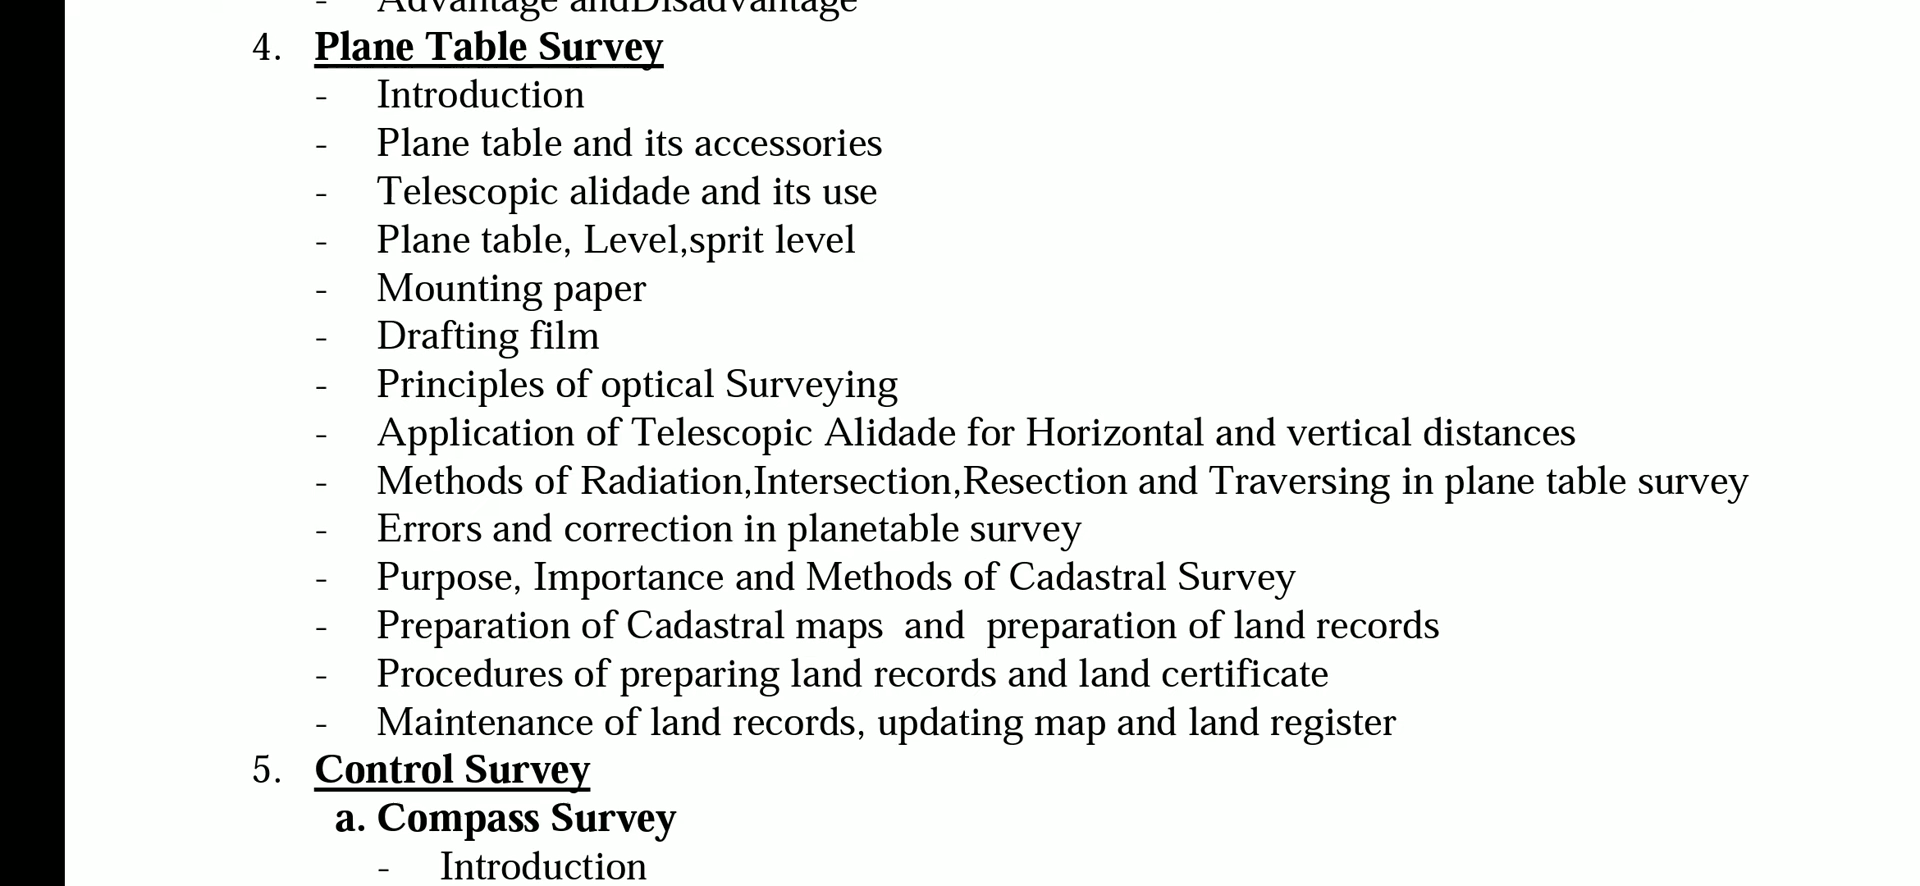 - Advantage andDisadvantage
4. Plane Table Survey
- Introduction
- Plane table and its accessories
- Telescopic alidade and its use
- Plane table, Level,sprit level
- Mounting paper
- Drafting film
- Principles of optical Surveying
- Application of Telescopic Alidade for Horizontal and vertical distances
- Methods of Radiation,Intersection,Resection and Traversing in plane table survey
- Errors and correction in planetable survey
- Purpose, Importance and Methods of Cadastral Survey
- Preparation of Cadastral maps and preparation of land records
- Procedures of preparing land records and land certificate
- Maintenance of land records, updating map and land register
5. Control Survey
a. Compass Survey
- Introduction